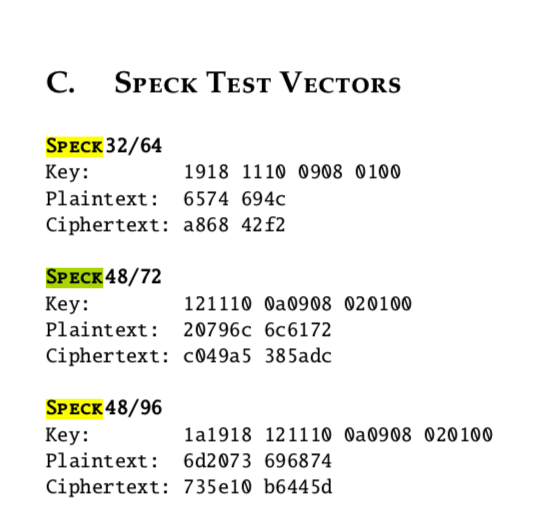 C. Speck Test Vectors
Speck32/64
Key: 1918 1110 0908 0100
Plaintext: 6574 694c
Ciphertext: a868 42f2
Speck48/72
Key: 121110 0a0908 020100
Plaintext: 20796c 6c6172
Ciphertext: c049a5 385adc
Speck48/96
Key: 1a1918 121110 0a0908 020100
Plaintext: 6d2073 696874
Ciphertext: 735e10 b6445d